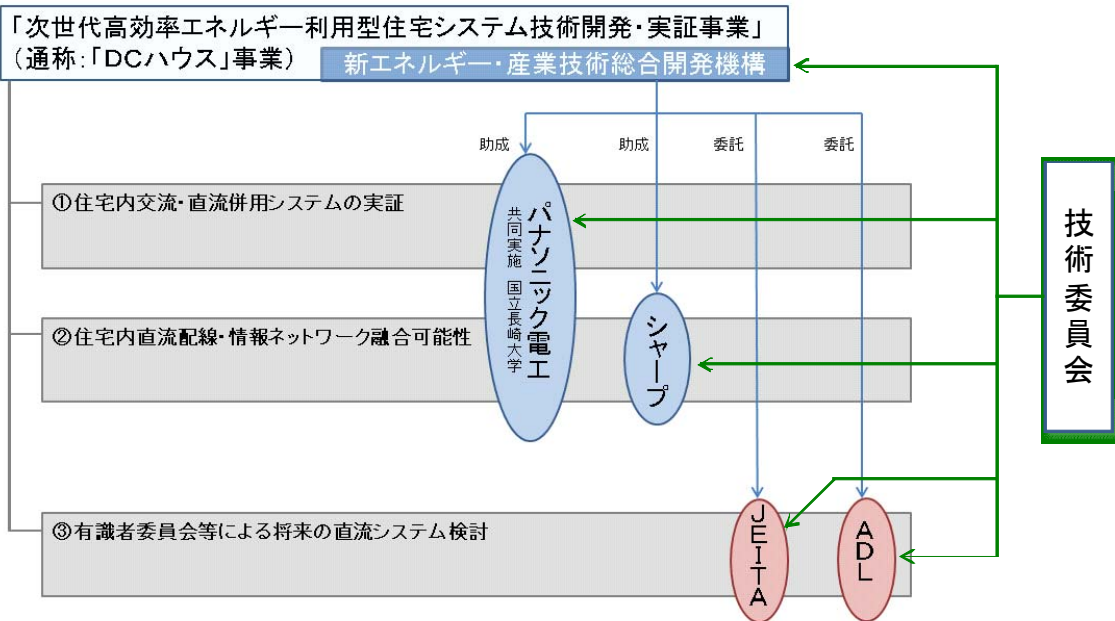 「次世代高効率エネルギー利用型住宅システム技術開発・実証事業」
（通称：「DCハウス」事業）
新エネルギー・産業技術総合開発機構
助成
助成
委託
委託
①住宅内交流・直流併用システムの実証
パナソニック電工
共同実施 国立長崎大学
②住宅内直流配線・情報ネットワーク融合可能性
シャープ
③有識者委員会等による将来の直流システム検討
JEITA
ADL
技術委員会